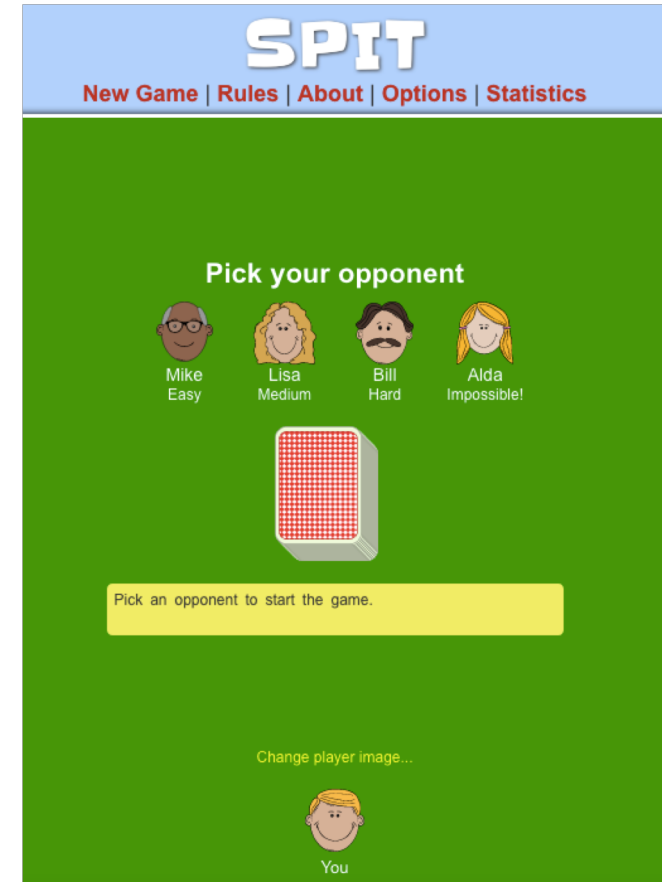 SPIT
New Game | Rules | About | Options | Statistics
Pick your opponent
Mike Lisa Bill Alda
Easy Medium Hard Impossible!
Pick an opponent to start the game.
Change player image...
You